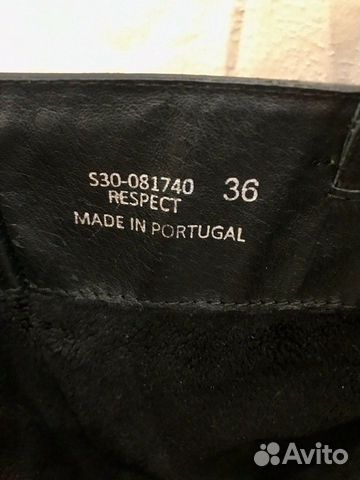 S30-081740 36
RESPECT
MADE IN PORTUGAL
Avito